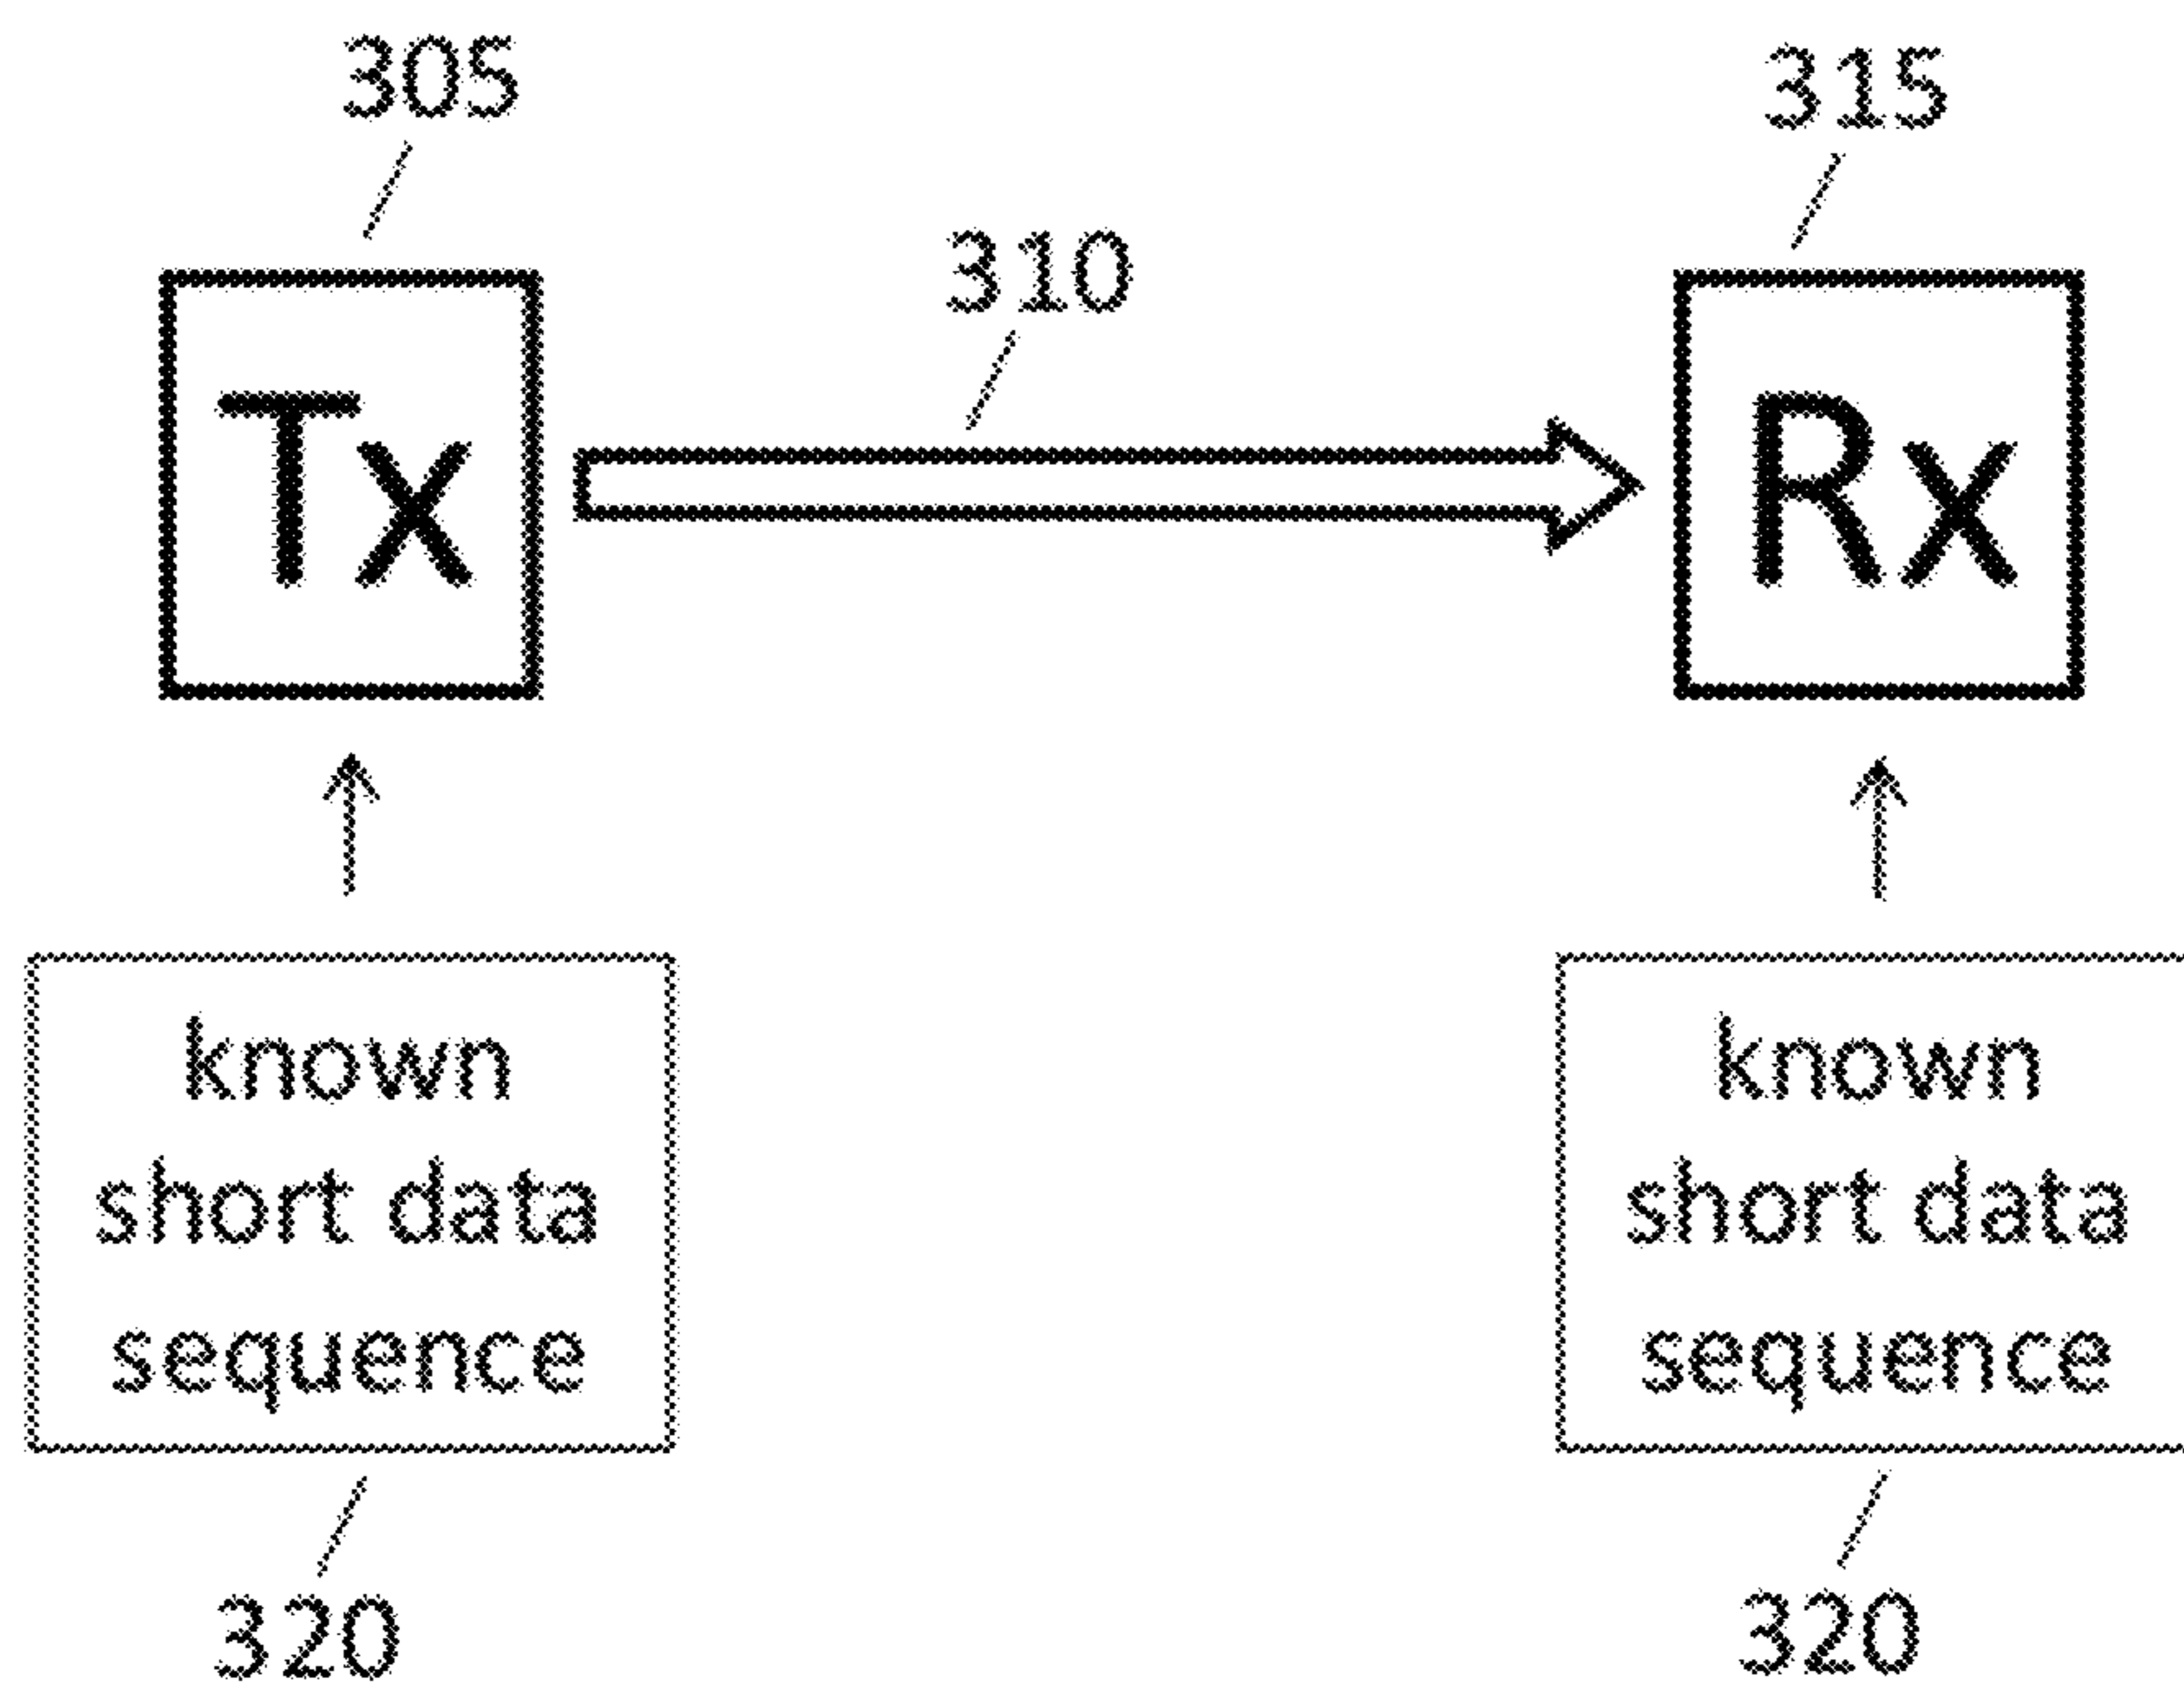 305
315
310
Tx
Rx
known
short data
sequence
known
short data
sequence
320
320